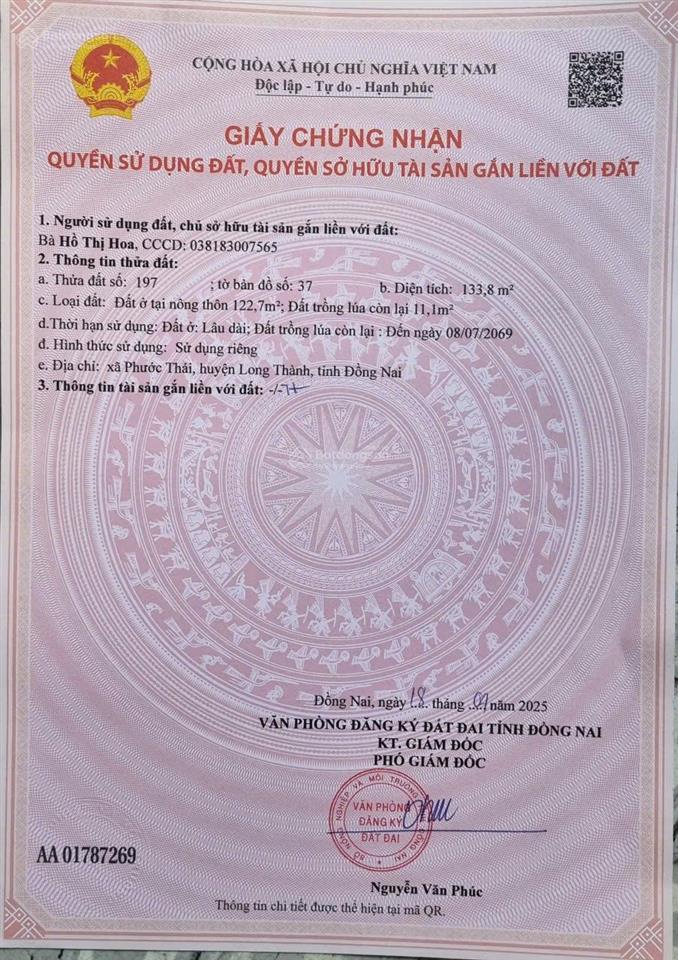 CỘNG HÒA XÃ HỘI CHỦ NGHĨA VIỆT NAM
Độc lập - Tự do - Hạnh phúc
GIẤY CHỨNG NHẬN
QUYỀN SỬ DỤNG ĐẤT, QUYỀN SỞ HỮU TÀI SẢN GẮN LIỀN VỚI ĐẤT
1. Người sử dụng đất, chủ sở hữu tài sản gắn liền với đất:
Bà Hồ Thị Hoa, CCCD: 038183007565
2. Thông tin thửa đất:
a. Thửa đất số: 197 ; tờ bản đồ số: 37 b. Diện tích: 133,8 m²
c. Loại đất: Đất ở tại nông thôn 122,7m²; Đất trồng lúa còn lại 11,1m²
d.Thời hạn sử dụng: Đất ở: Lâu dài; Đất trồng lúa còn lại : Đến ngày 08/07/2069
đ. Hình thức sử dụng: Sử dụng riêng
e. Địa chỉ: xã Phước Thái, huyện Long Thành, tỉnh Đồng Nai
3. Thông tin tài sản gắn liền với đất: -/-
Batdongsan
Đồng Nai, ngày 18 tháng năm 2025
VĂN PHÒNG ĐĂNG KÝ ĐẤT ĐAI TỈNH ĐỒNG NAI
KT. GIÁM ĐỐC
PHÓ GIÁM ĐỐC
VĂN PHÒNG
ĐĂNG KÝ
ĐẤT ĐAI
AA 01787269
Nguyễn Văn Phúc
Thông tin chi tiết được thể hiện tại mã QR.